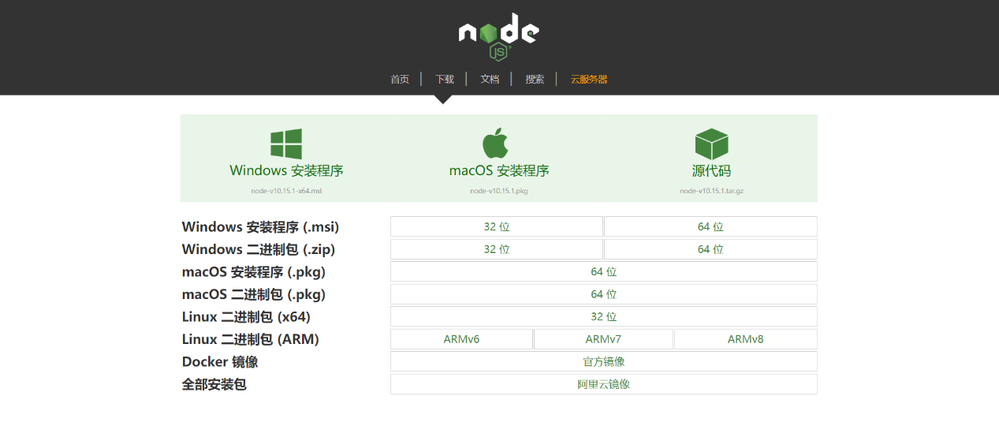 node
JS
首页 下载 文档 搜索 云服务器
Windows 安装程序 macOS 安装程序 源代码
node-v10.15.1-x64.msi node-v10.15.1.pkg node-v10.15.1.tar.gz
Windows 安装程序 (.msi) 32 位 64 位
Windows 二进制包 (.zip) 32 位 64 位
macOS 安装程序 (.pkg) 64 位
macOS 二进制包 (.pkg) 64 位
Linux 二进制包 (x64) 32 位
Linux 二进制包 (ARM) ARMv6 ARMv7 ARMv8
Docker 镜像 官方镜像
全部安装包 阿里云镜像